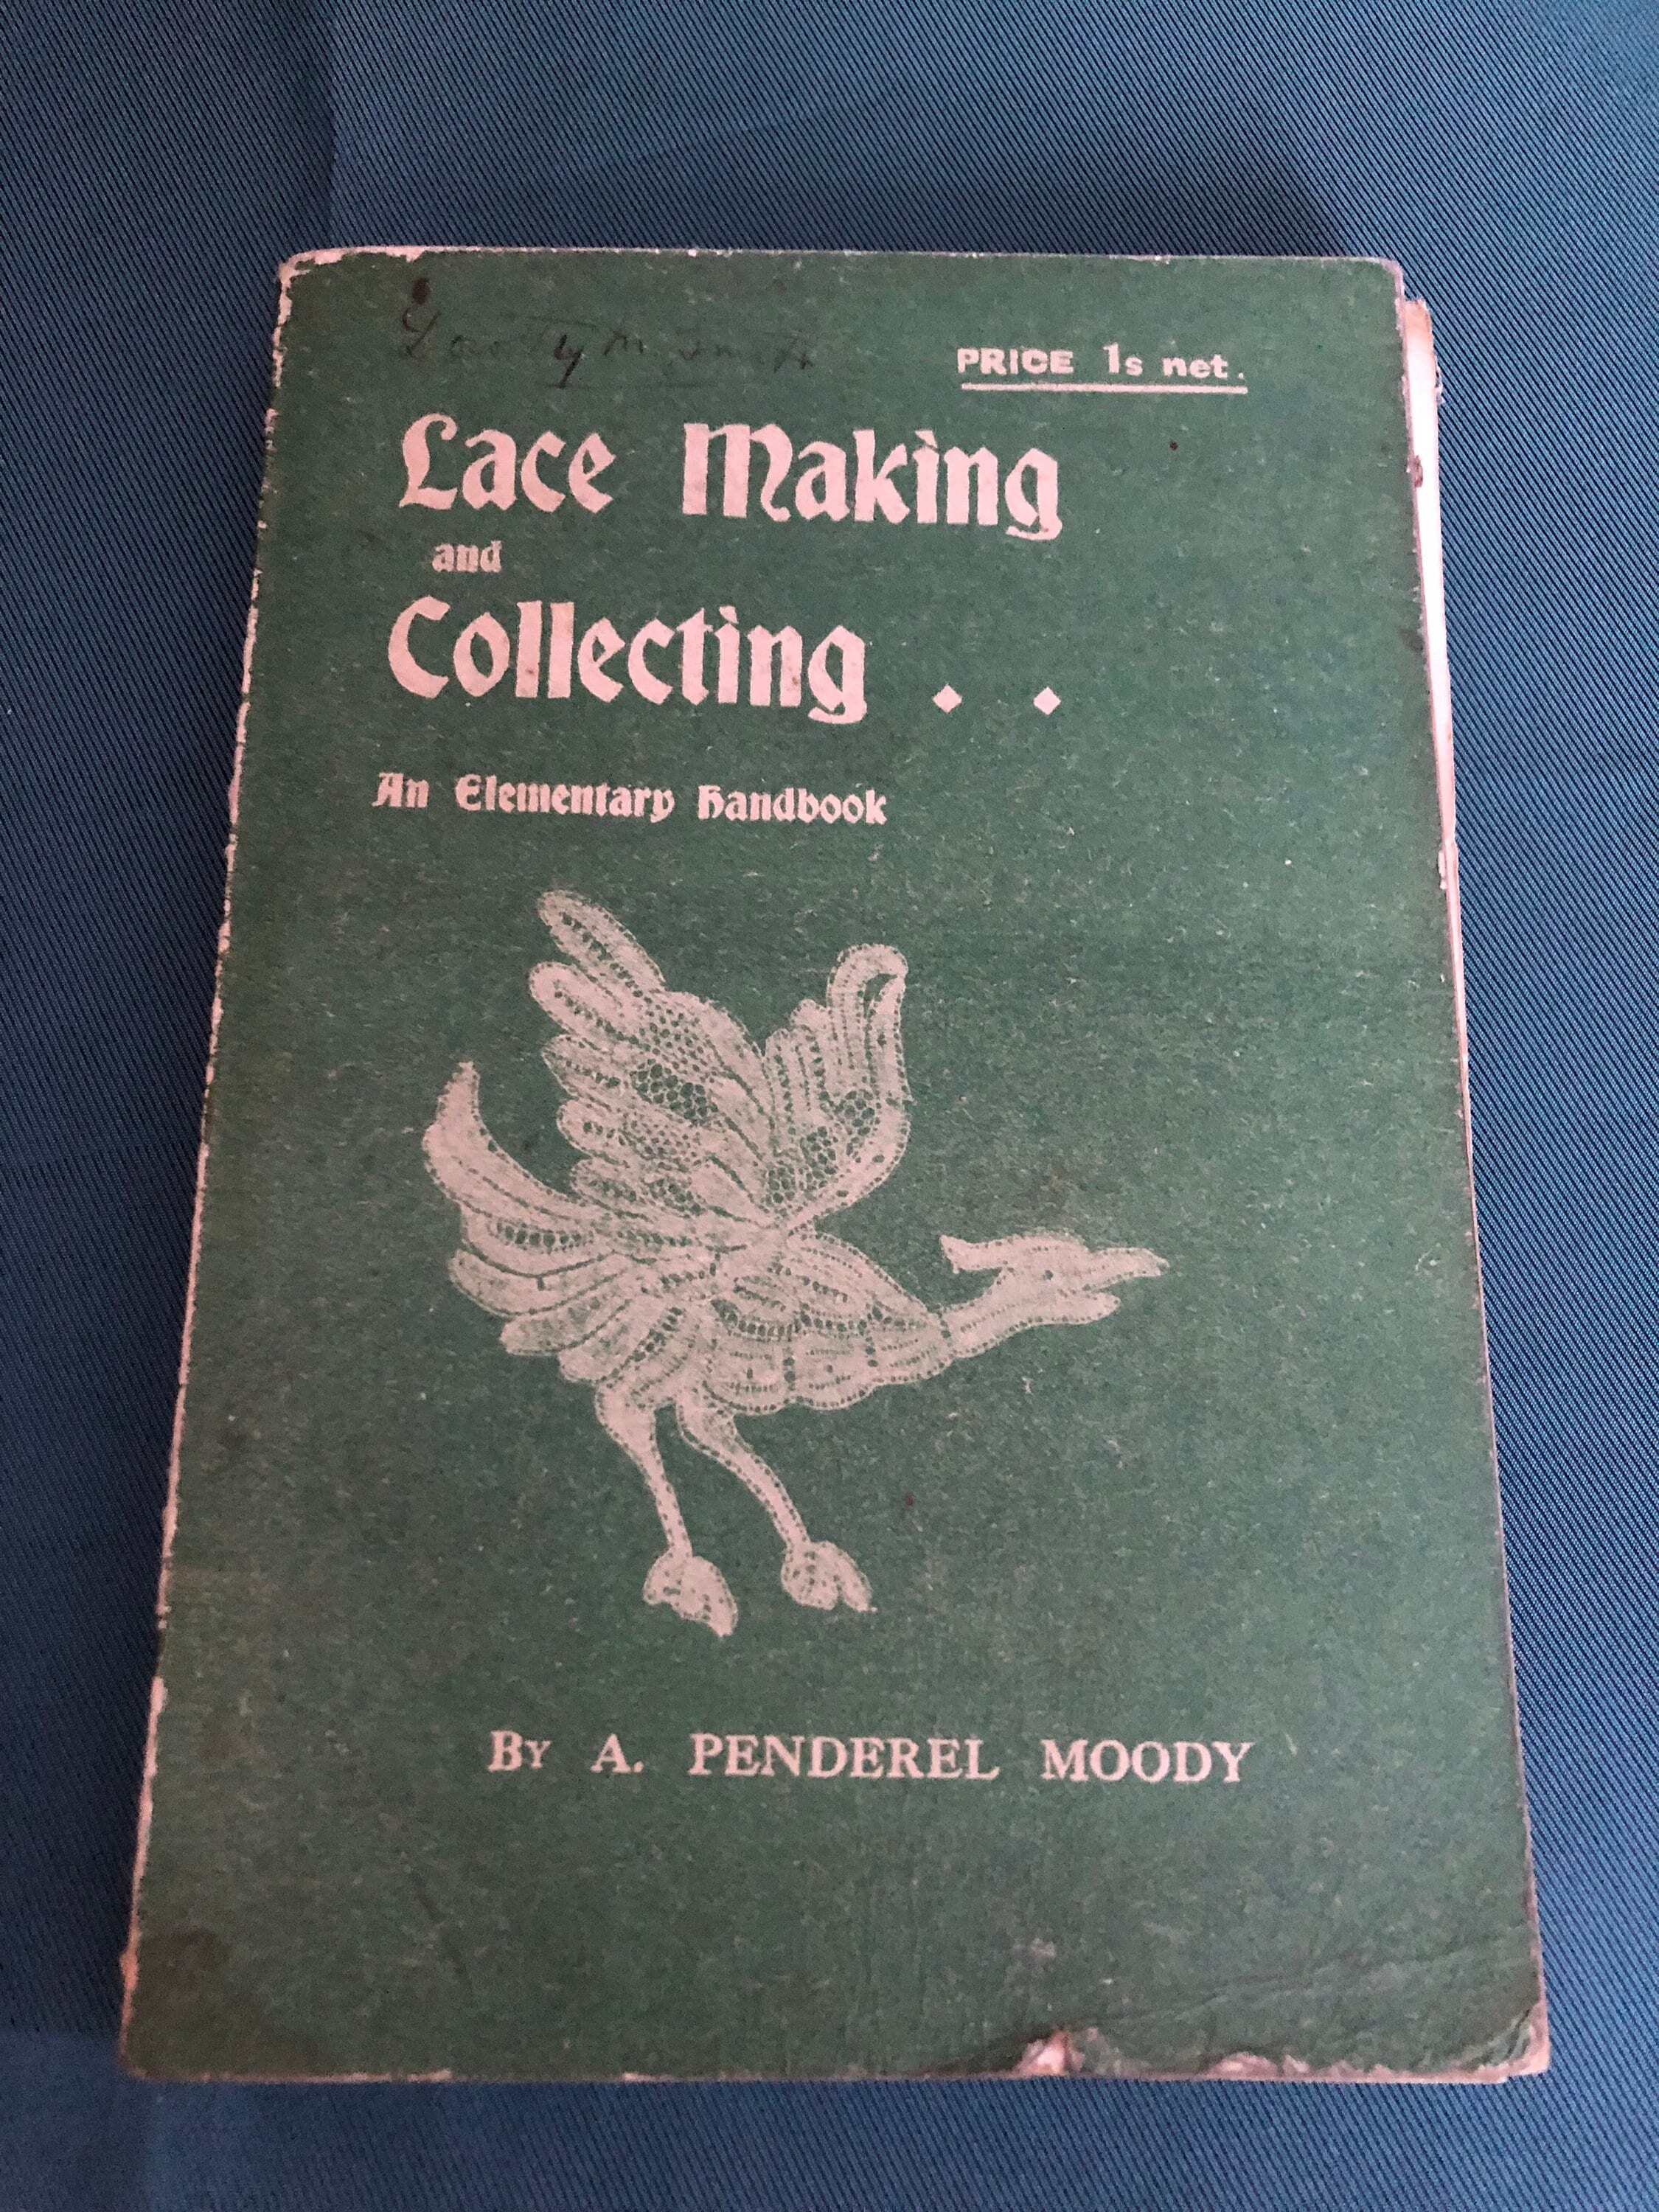 PRICE 1s net.
Lace Making
and
Collecting . .
An Elementary Handbook
By A. PENDEREL MOODY